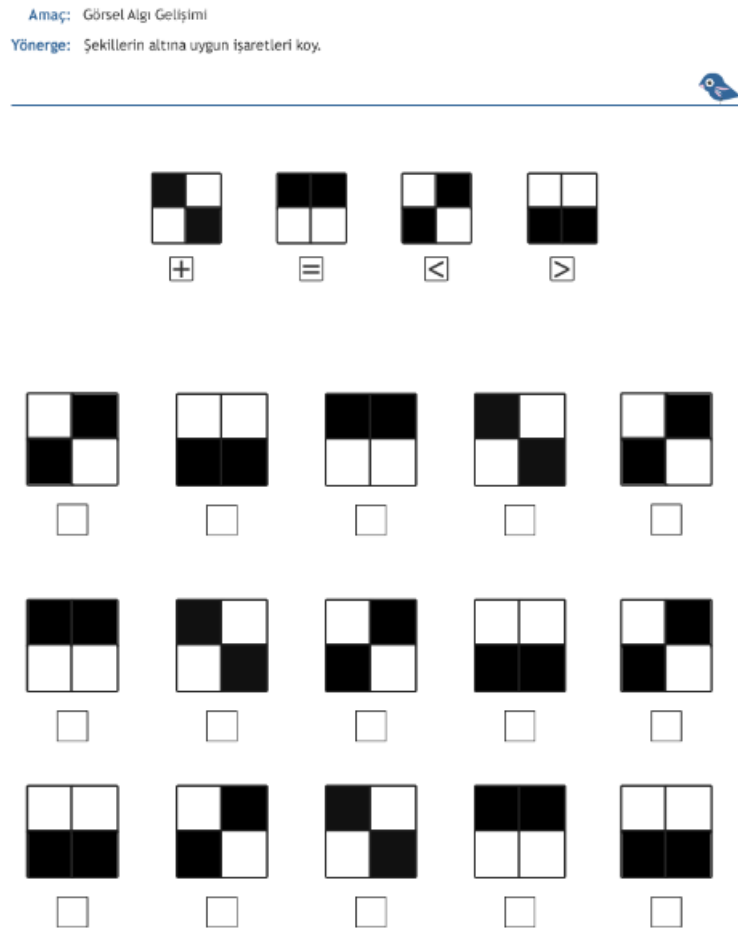 Amaç: Görsel Algı Gelişimi
Yönerge: Şekillerin altına uygun işaretleri koy.
+ = < >